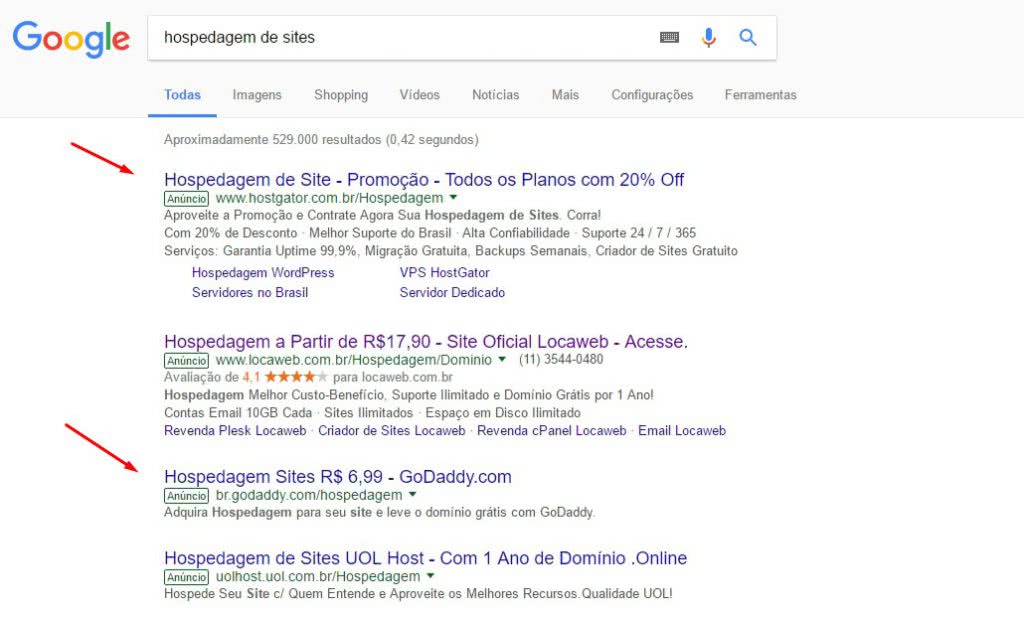 Google
hospedagem de sites
Todas Imagens Shopping Vídeos Notícias Mais Configurações Ferramentas
Aproximadamente 529.000 resultados (0,42 segundos)
Hospedagem de Site - Promoção - Todos os Planos com 20% Off
Anúncio www.hostgator.com.br/Hospedagem
Aproveite a Promoção e Contrate Agora Sua Hospedagem de Sites. Corra!
Com 20% de Desconto · Melhor Suporte do Brasil · Alta Confiabilidade · Suporte 24 / 7 / 365
Serviços: Garantia Uptime 99,9%, Migração Gratuita, Backups Semanais, Criador de Sites Gratuito
Hospedagem WordPress VPS HostGator
Servidores no Brasil Servidor Dedicado
Hospedagem a Partir de R$17,90 - Site Oficial Locaweb - Acesse.
Anúncio www.locaweb.com.br/Hospedagem/Dominio (11) 3544-0480
Avaliação de 4,1 ★★★★★ para locaweb.com.br
Hospedagem Melhor Custo-Benefício, Suporte Ilimitado e Domínio Grátis por 1 Ano!
Contas Email 10GB Cada · Sites Ilimitados · Espaço em Disco Ilimitado
Revenda Plesk Locaweb · Criador de Sites Locaweb · Revenda cPanel Locaweb · Email Locaweb
Hospedagem Sites R$ 6,99 - GoDaddy.com
Anúncio br.godaddy.com/hospedagem
Adquira Hospedagem para seu site e leve o domínio grátis com GoDaddy.
Hospedagem de Sites UOL Host - Com 1 Ano de Domínio .Online
Anúncio uolhost.uol.com.br/Hospedagem
Hospede Seu Site c/ Quem Entende e Aproveite os Melhores Recursos.Qualidade UOL!